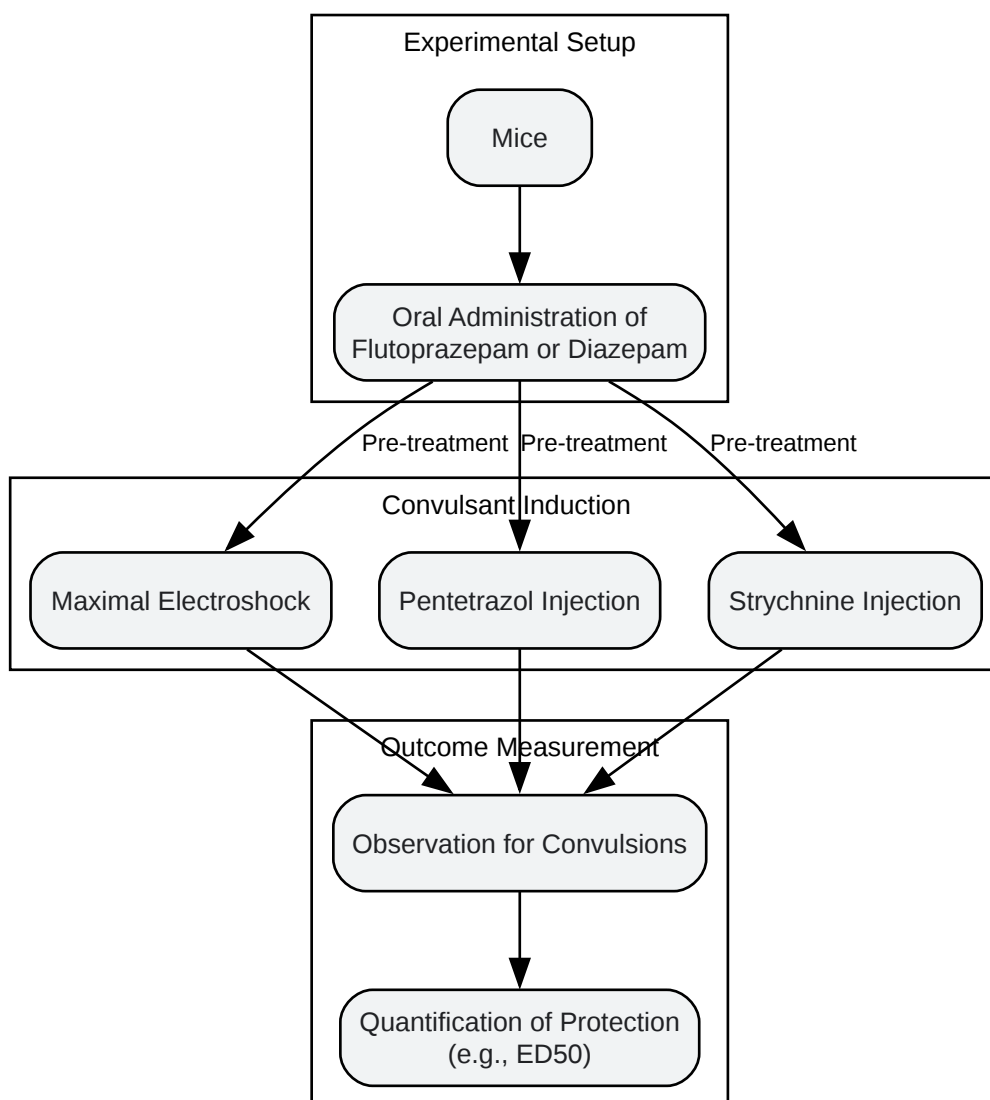 Experimental Setup
Mice
Oral Administration of
Flutoprazepam or Diazepam
Pre-treatment
Pre-treatment
Pre-treatment
Convulsant Induction
Maximal Electroshock
Pentetrazol Injection
Strychnine Injection
Outcome Measurement
Observation for Convulsions
Quantification of Protection
(e.g., ED50)